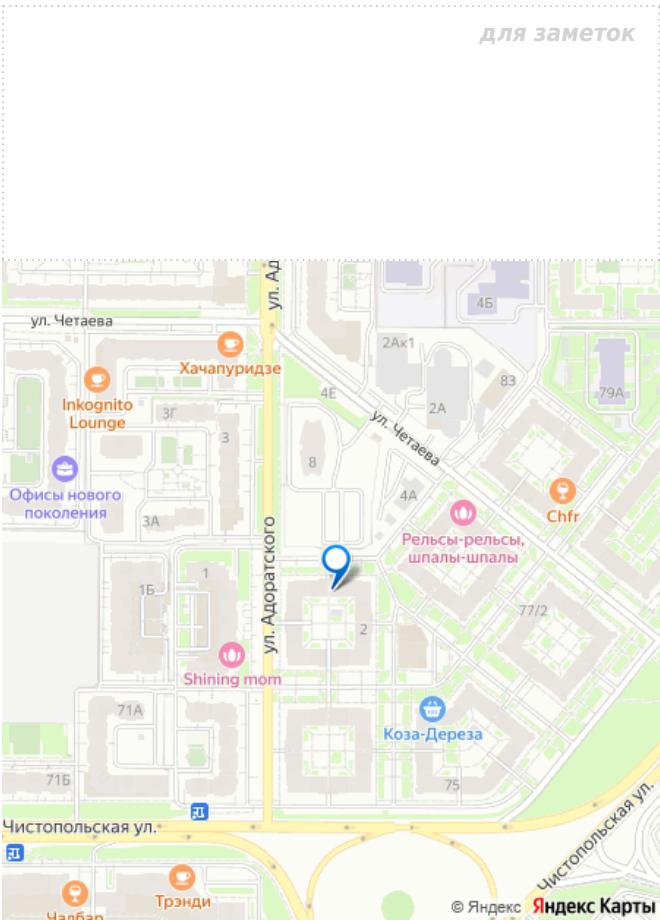 для заметок
ул. Ад
4Б
ул. Четаева
2Ак1
Хачапуридзе
83
79А
4Е
Inkognito
Lounge
3Г
2А
ул. Четаева
3
8
Офисы нового
поколения
4А
Chfr
3А
Рельсы-рельсы,
шпалы-шпалы
ул. Адоратского
1
1Б
77/2
2
Shining mom
71А
Коза-Дереза
71Б
75
Чистопольская ул.
Чистопольская ул.
Трэнди
Чалбар
© Яндекс Яндекс Карты